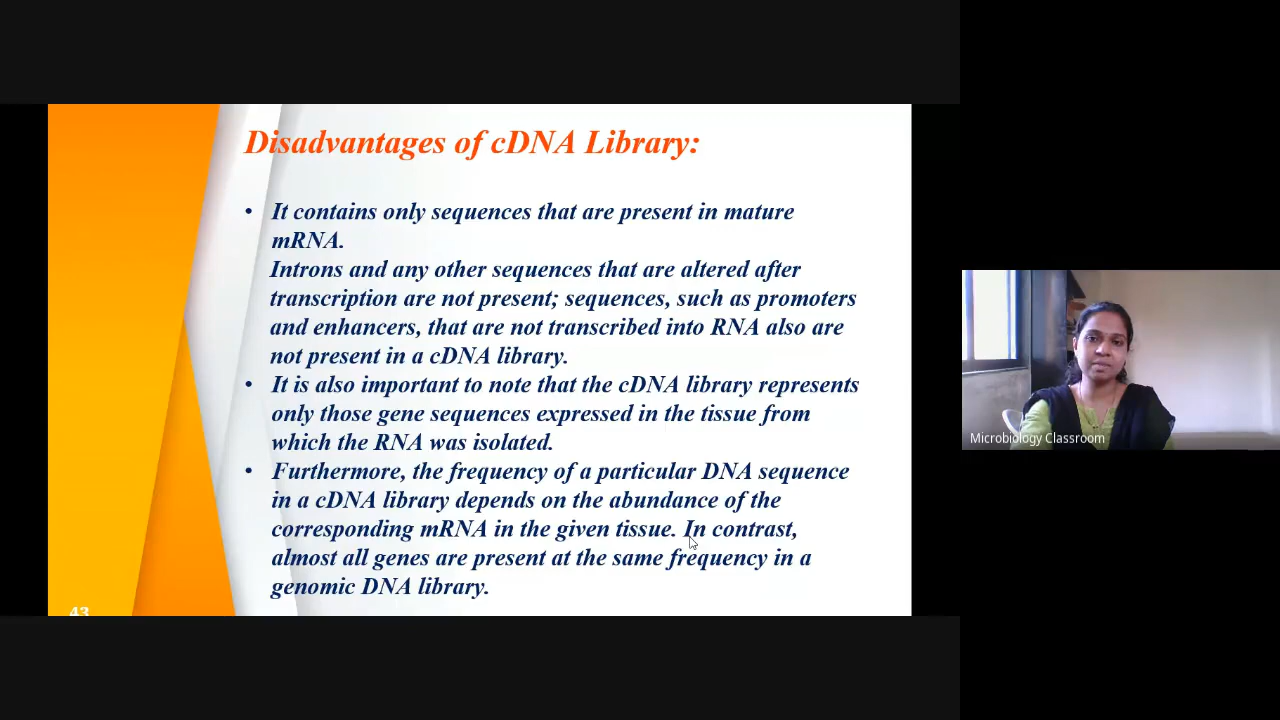 Disadvantages of cDNA Library:
• It contains only sequences that are present in mature
mRNA.
Introns and any other sequences that are altered after
transcription are not present; sequences, such as promoters
and enhancers, that are not transcribed into RNA also are
not present in a cDNA library.
• It is also important to note that the cDNA library represents
only those gene sequences expressed in the tissue from
which the RNA was isolated.
• Furthermore, the frequency of a particular DNA sequence
in a cDNA library depends on the abundance of the
corresponding mRNA in the given tissue. In contrast,
almost all genes are present at the same frequency in a
genomic DNA library.
43
Microbiology Classroom